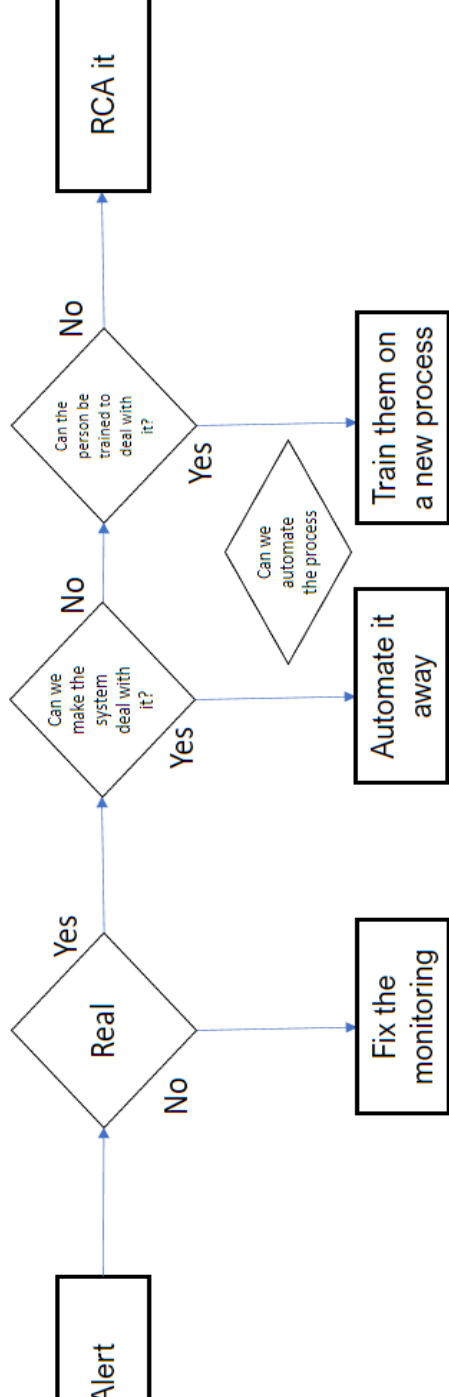 Alert
Real
Yes
No
Fix the
monitoring
Can we
make the
system
deal with
it?
No
Yes
Automate it
away
Can the
person be
trained to
deal with
it?
No
Yes
Can we
automate
the process
Train them on
a new process
RCA it